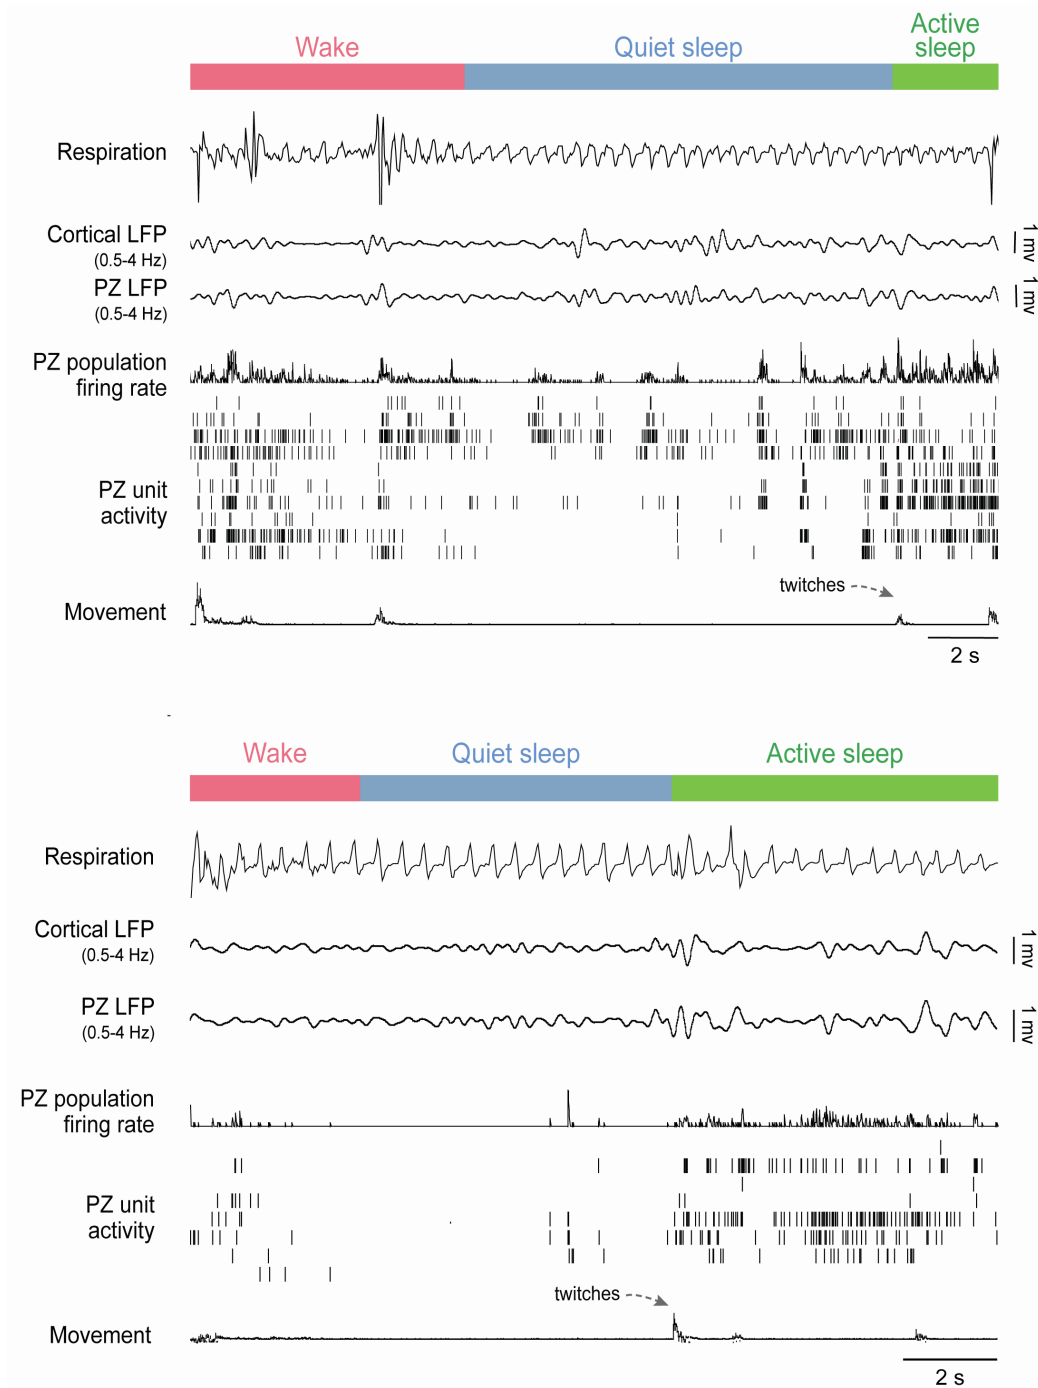 Wake
Quiet sleep
Active
sleep
Respiration
Cortical LFP
(0.5-4 Hz)
1 mv
PZ LFP
(0.5-4 Hz)
1 mv
PZ population
firing rate
PZ unit
activity
twitches
Movement
2 s
Wake
Quiet sleep
Active sleep
Respiration
Cortical LFP
(0.5-4 Hz)
1 mv
PZ LFP
(0.5-4 Hz)
1 mv
PZ population
firing rate
PZ unit
activity
twitches
Movement
2 s